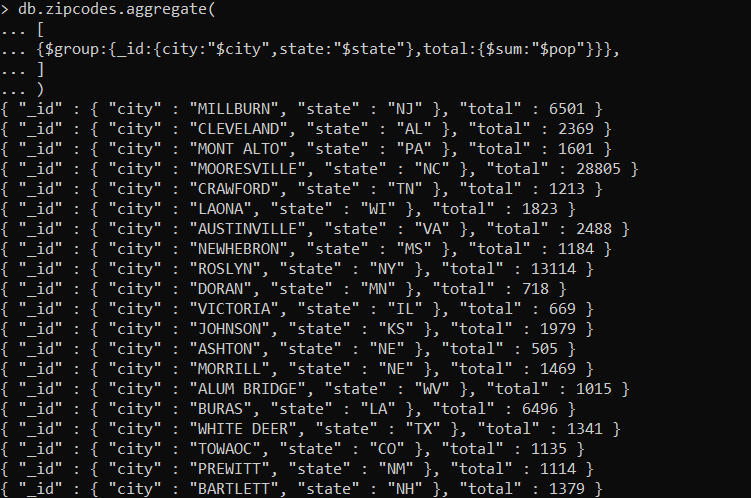 > db.zipcodes.aggregate(
... [
... {$group:{_id:{city:"$city",state:"$state"},total:{$sum:"$pop"}}},
... ]
... )
{ "_id" : { "city" : "MILLBURN", "state" : "NJ" }, "total" : 6501 }
{ "_id" : { "city" : "CLEVELAND", "state" : "AL" }, "total" : 2369 }
{ "_id" : { "city" : "MONT ALTO", "state" : "PA" }, "total" : 1601 }
{ "_id" : { "city" : "MOORESVILLE", "state" : "NC" }, "total" : 28805 }
{ "_id" : { "city" : "CRAWFORD", "state" : "TN" }, "total" : 1213 }
{ "_id" : { "city" : "LAONA", "state" : "WI" }, "total" : 1823 }
{ "_id" : { "city" : "AUSTINVILLE", "state" : "VA" }, "total" : 2488 }
{ "_id" : { "city" : "NEWHEBRON", "state" : "MS" }, "total" : 1184 }
{ "_id" : { "city" : "ROSLYN", "state" : "NY" }, "total" : 13114 }
{ "_id" : { "city" : "DORAN", "state" : "MN" }, "total" : 718 }
{ "_id" : { "city" : "VICTORIA", "state" : "IL" }, "total" : 669 }
{ "_id" : { "city" : "JOHNSON", "state" : "KS" }, "total" : 1979 }
{ "_id" : { "city" : "ASHTON", "state" : "NE" }, "total" : 505 }
{ "_id" : { "city" : "MORRILL", "state" : "NE" }, "total" : 1469 }
{ "_id" : { "city" : "ALUM BRIDGE", "state" : "WV" }, "total" : 1015 }
{ "_id" : { "city" : "BURAS", "state" : "LA" }, "total" : 6496 }
{ "_id" : { "city" : "WHITE DEER", "state" : "TX" }, "total" : 1341 }
{ "_id" : { "city" : "TOWAOC", "state" : "CO" }, "total" : 1135 }
{ "_id" : { "city" : "PREWITT", "state" : "NM" }, "total" : 1114 }
{ "_id" : { "city" : "BARTLETT", "state" : "NH" }, "total" : 1379 }